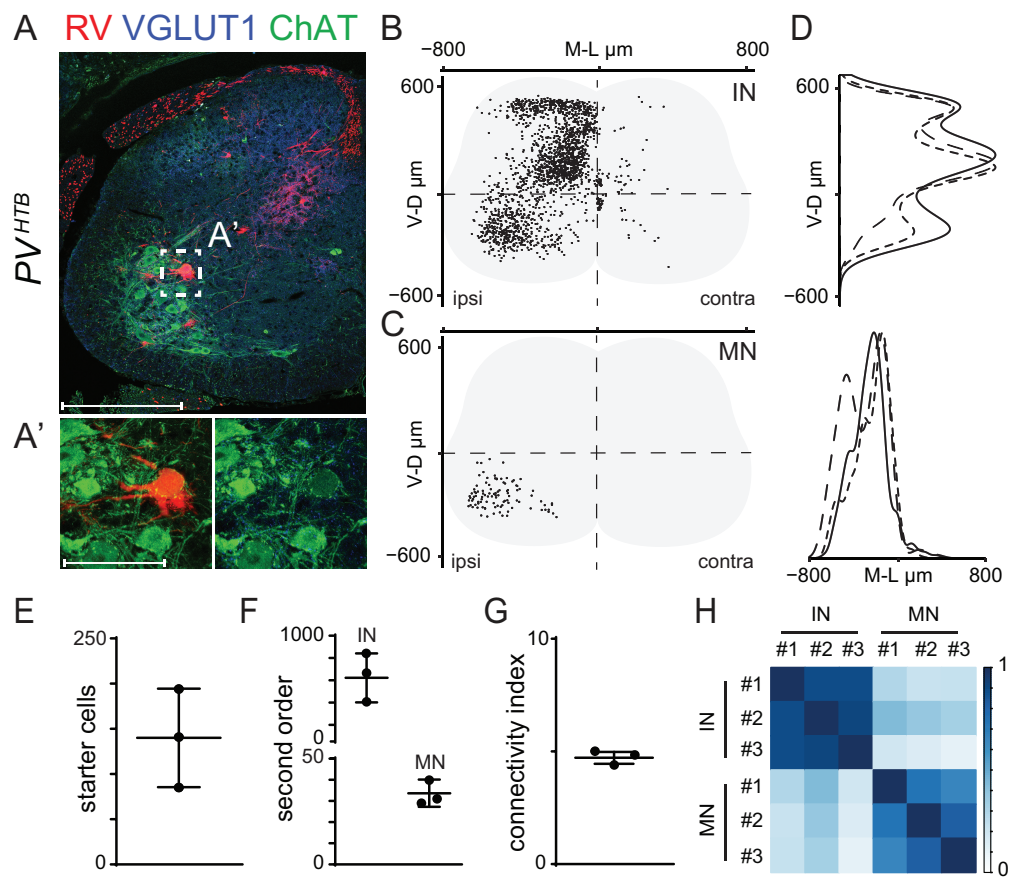 A RV VGLUT1 ChAT
PV HTB
A'
A'
B
−800 M-L µm 800
IN
600
V-D µm
−600
ipsi contra
C
MN
600
V-D µm
−600
ipsi contra
D
600
V-D µm
−600
−800 M-L µm 800
E
250
starter cells
0
F
IN
1000
second order
0
MN
50
0
G
10
connectivity index
0
H
IN MN
#1 #2 #3 #1 #2 #3
IN
#1
#2
#3
MN
#1
#2
#3
1
0